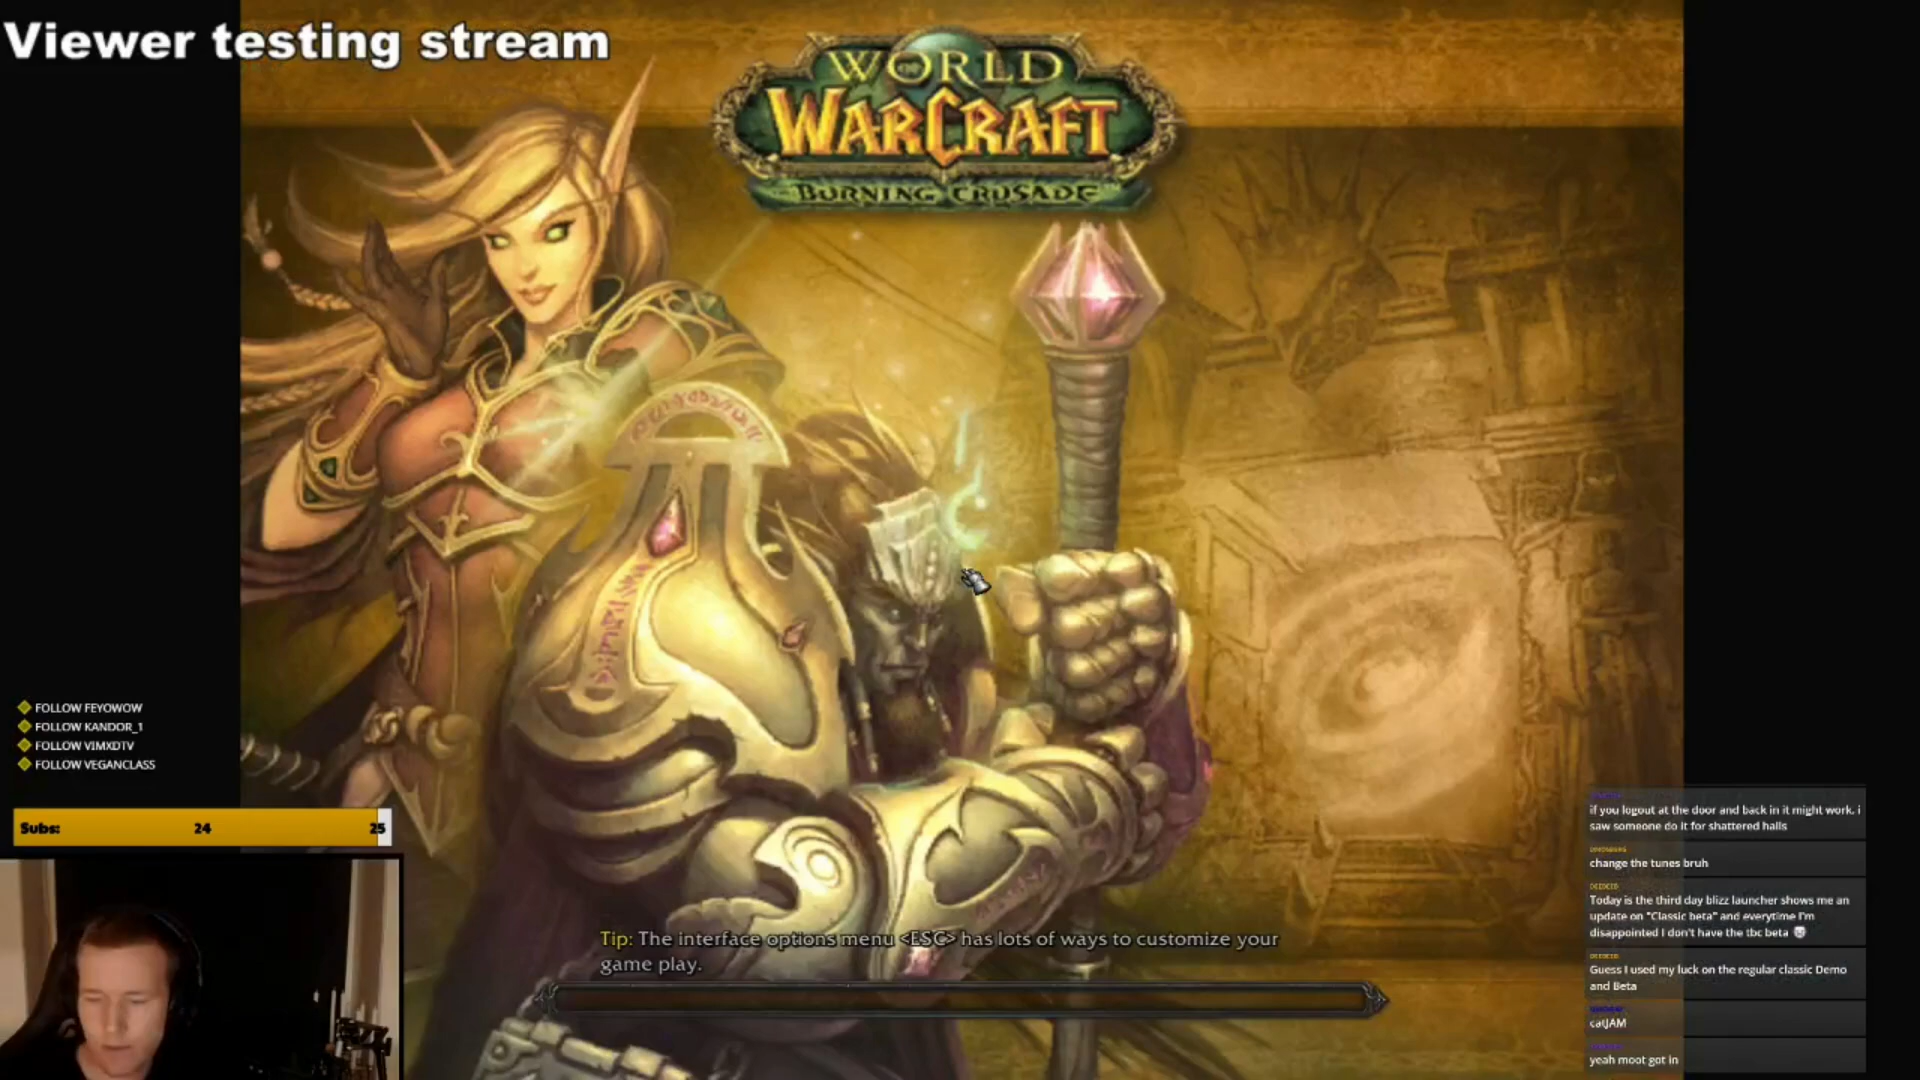 Viewer testing stream
WORLD
OF
WARCRAFT
BURNING CRUSADE
FOLLOW FEYOWOW
FOLLOW KANDOR_1
FOLLOW VIMXDTV
FOLLOW VEGANCLASS
Subs: 24 25
Tip: The interface options menu <ESC> has lots of ways to customize your
game play.
if you logout at the door and back in it might work. i
saw someone do it for shattered halls
change the tunes bruh
Today is the third day blizz launcher shows me an
update on "Classic beta" and everytime I'm
disappointed I don't have the tbc beta
Guess I used my luck on the regular classic Demo
and Beta
catJAM
yeah moot got in